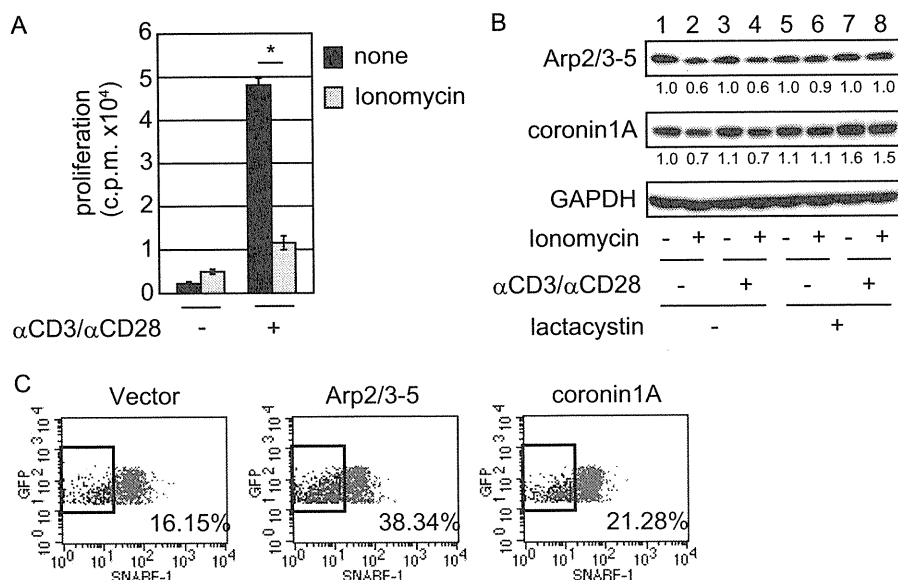 A
proliferation
(c.p.m. x10⁴)
6
5
4
3
2
1
0
*
none
Ionomycin
αCD3/αCD28
-
+
B
1 2 3 4 5 6 7 8
Arp2/3-5
1.0 0.6 1.0 0.6 1.0 0.9 1.0 1.0
coronin1A
1.0 0.7 1.1 0.7 1.1 1.1 1.6 1.5
GAPDH
Ionomycin - + - + - + - +
αCD3/αCD28 - + - +
lactacystin - +
C
Vector
GFP
10⁰ 10¹ 10² 10³ 10⁴
16.15%
10⁰ 10¹ 10² 10³ 10⁴
SNARF-1
Arp2/3-5
GFP
10⁰ 10¹ 10² 10³ 10⁴
38.34%
10⁰ 10¹ 10² 10³ 10⁴
SNARF-1
coronin1A
GFP
10⁰ 10¹ 10² 10³ 10⁴
21.28%
10⁰ 10¹ 10² 10³ 10⁴
SNARF-1